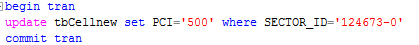 begin tran
update tbCellnew set PCI='500' where SECTOR_ID='124673-0'
commit tran